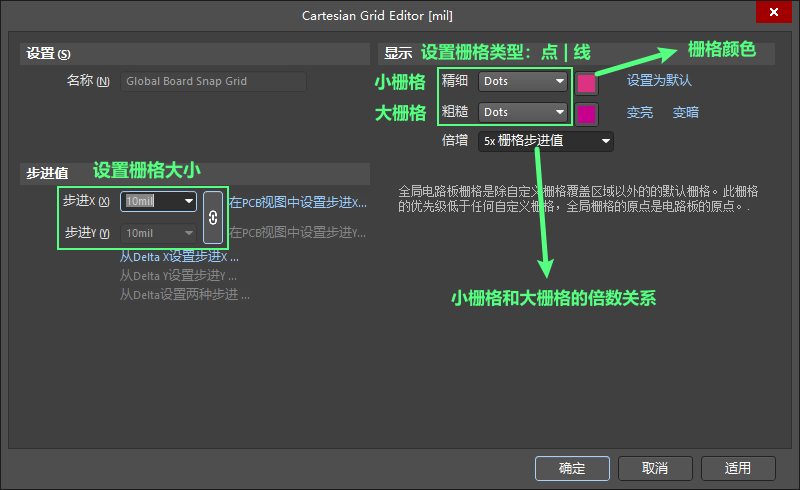 Cartesian Grid Editor [mil]
设置 (S)
名称 (N) Global Board Snap Grid
显示 设置栅格类型：点 | 线
栅格颜色
小栅格 精细 Dots 设置为默认
大栅格 粗糙 Dots 变亮 变暗
倍增 5x 栅格步进值
步进值 设置栅格大小
步进X (X) 10mil 在PCB视图中设置步进X...
步进Y (Y) 10mil 在PCB视图中设置步进Y...
从Delta X设置步进X ...
从Delta Y设置步进Y ...
从Delta设置两种步进 ...
全局电路板栅格是除自定义栅格覆盖区域以外的的默认栅格。此栅格
的优先级低于任何自定义栅格，全局栅格的原点是电路板的原点。.
小栅格和大栅格的倍数关系
确定 取消 适用